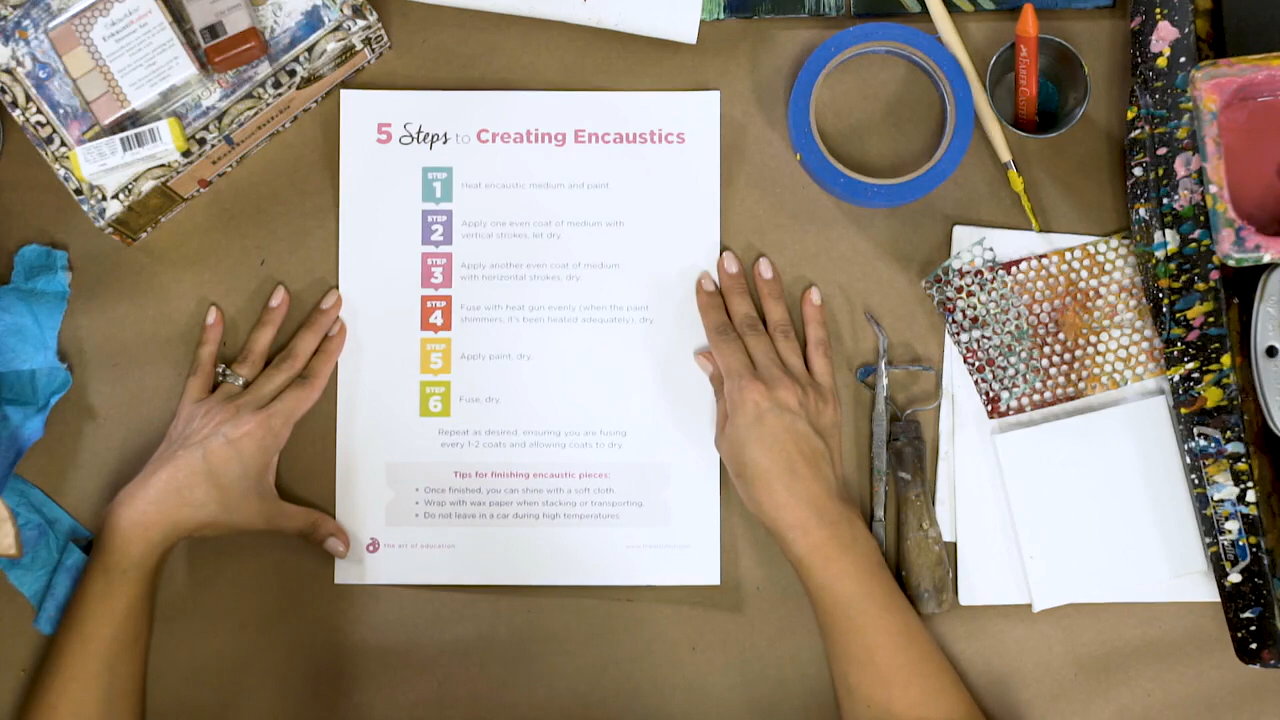 5 Steps to Creating Encaustics
STEP
1
Heat encaustic medium and paint.
STEP
2
Apply one even coat of medium with
vertical strokes, let dry.
STEP
3
Apply another even coat of medium
with horizontal strokes, dry.
STEP
4
Fuse with heat gun evenly (when the paint
shimmers, it's been heated adequately), dry.
STEP
5
Apply paint, dry.
STEP
6
Fuse, dry.
Repeat as desired, ensuring you are fusing
every 1-2 coats and allowing coats to dry.
Tips for finishing encaustic pieces:
• Once finished, you can shine with a soft cloth.
• Wrap with wax paper when stacking or transporting.
• Do not leave in a car during high temperatures.
the art of education
FABER-CASTELL